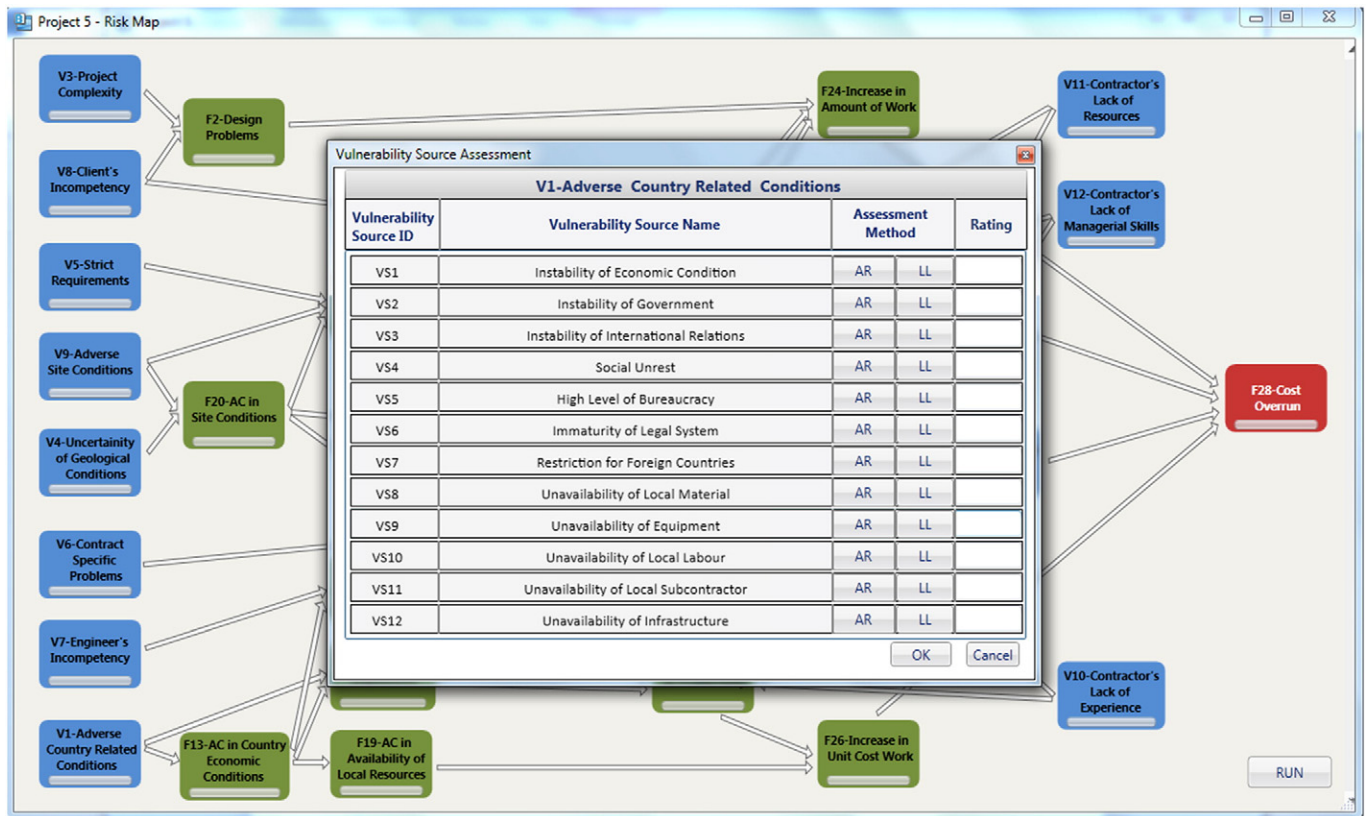 Project 5 - Risk Map
V3-Project
Complexity
F2-Design
Problems
V8-Client's
Incompetency
V5-Strict
Requirements
V9-Adverse
Site Conditions
F20-AC in
Site Conditions
V4-Uncertainity
of Geological
Conditions
V6-Contract
Specific
Problems
V7-Engineer's
Incompetency
V1-Adverse
Country Related
Conditions
F13-AC in Country
Economic
Conditions
F19-AC in
Availability of
Local Resources
F24-Increase in
Amount of Work
V11-Contractor's
Lack of
Resources
V12-Contractor's
Lack of
Managerial Skills
F28-Cost
Overrun
V10-Contractor's
Lack of
Experience
F26-Increase in
Unit Cost Work
RUN
Vulnerability Source Assessment
V1-Adverse Country Related Conditions
Vulnerability
Source ID
Vulnerability Source Name
Assessment
Method
Rating
VS1 Instability of Economic Condition AR LL
VS2 Instability of Government AR LL
VS3 Instability of International Relations AR LL
VS4 Social Unrest AR LL
VS5 High Level of Bureaucracy AR LL
VS6 Immaturity of Legal System AR LL
VS7 Restriction for Foreign Countries AR LL
VS8 Unavailability of Local Material AR LL
VS9 Unavailability of Equipment AR LL
VS10 Unavailability of Local Labour AR LL
VS11 Unavailability of Local Subcontractor AR LL
VS12 Unavailability of Infrastructure AR LL
OK Cancel